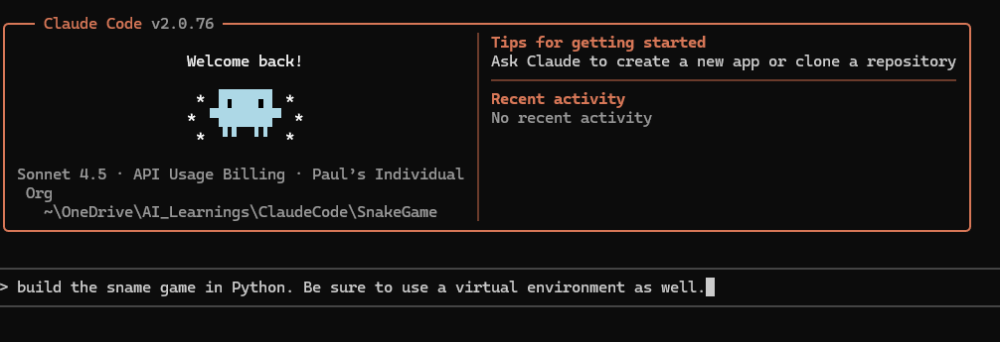 Claude Code v2.0.76
Welcome back!
* *
* *
* *
Sonnet 4.5 · API Usage Billing · Paul's Individual
Org
~\OneDrive\AI_Learnings\ClaudeCode\SnakeGame
Tips for getting started
Ask Claude to create a new app or clone a repository
Recent activity
No recent activity
> build the sname game in Python. Be sure to use a virtual environment as well.